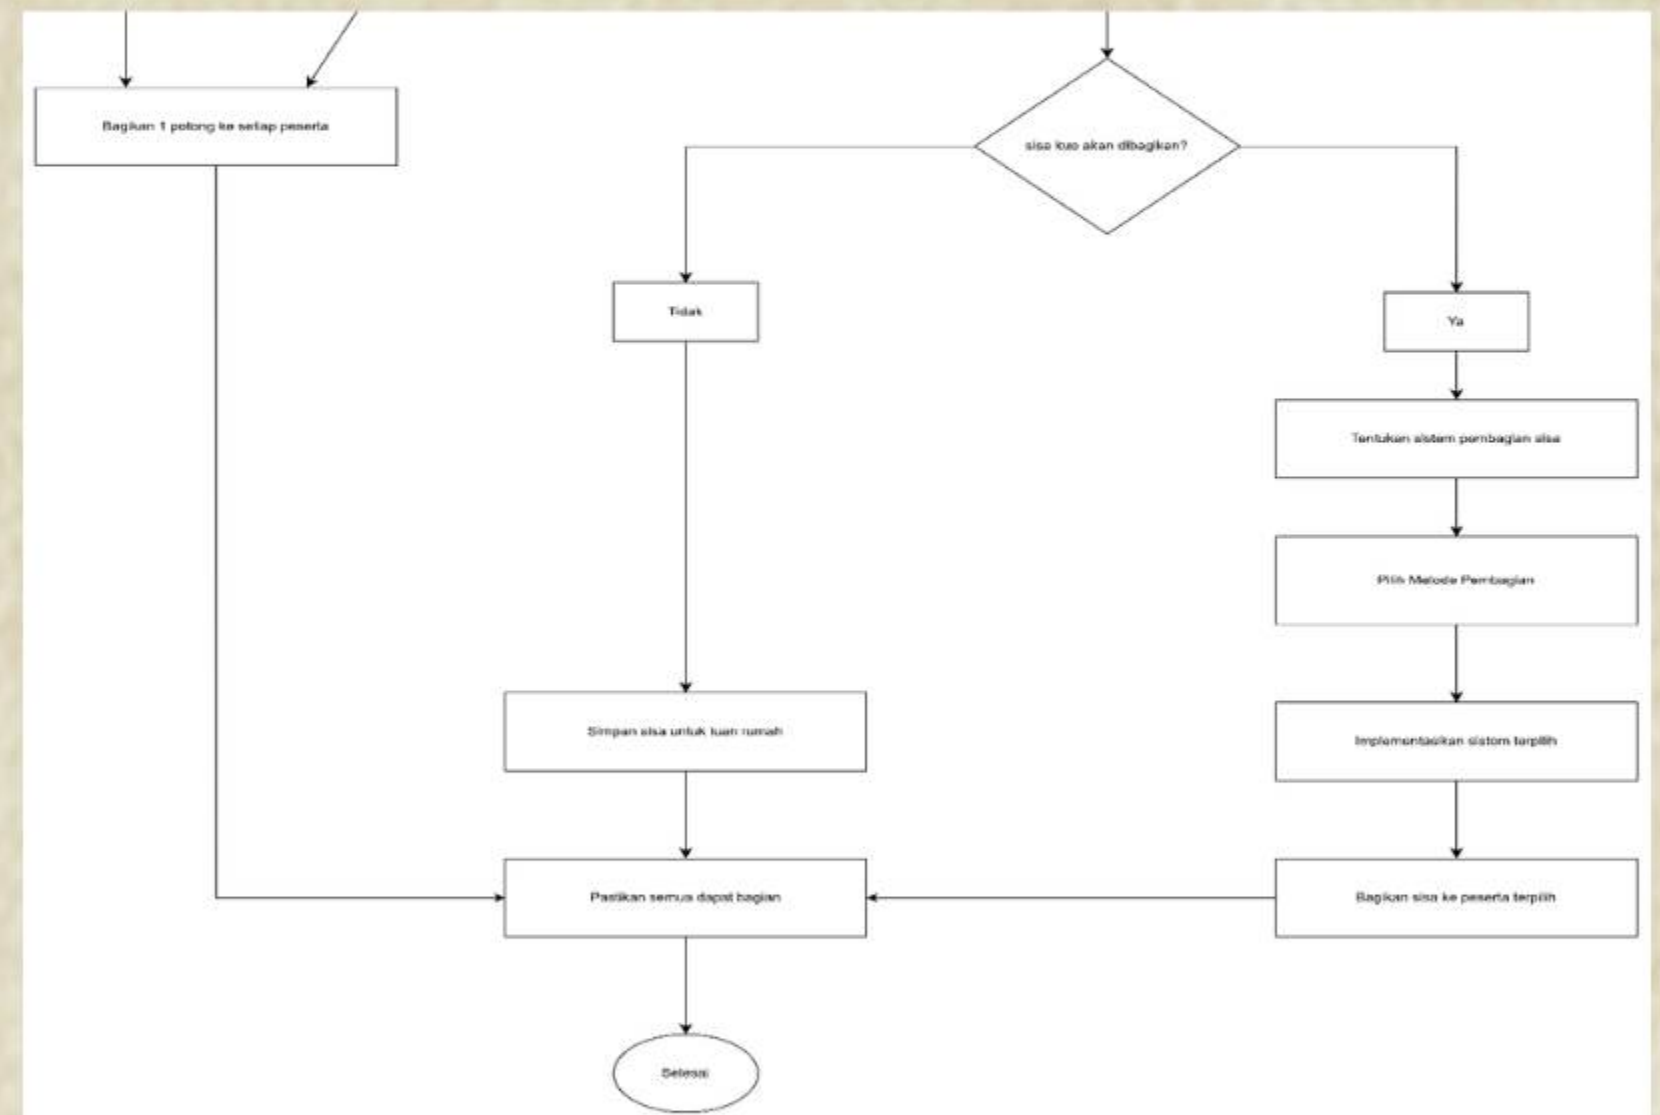 Bagikan 1 potong ke setiap peserta
sisa kue akan dibagikan?
Tidak
Ya
Tentukan sistem pembagian sisa
Pilih Metode Pembagian
Simpan sisa untuk tuan rumah
Implementasikan sistem terpilih
Pastikan semua dapat bagian
Bagikan sisa ke peserta terpilih
Selesai